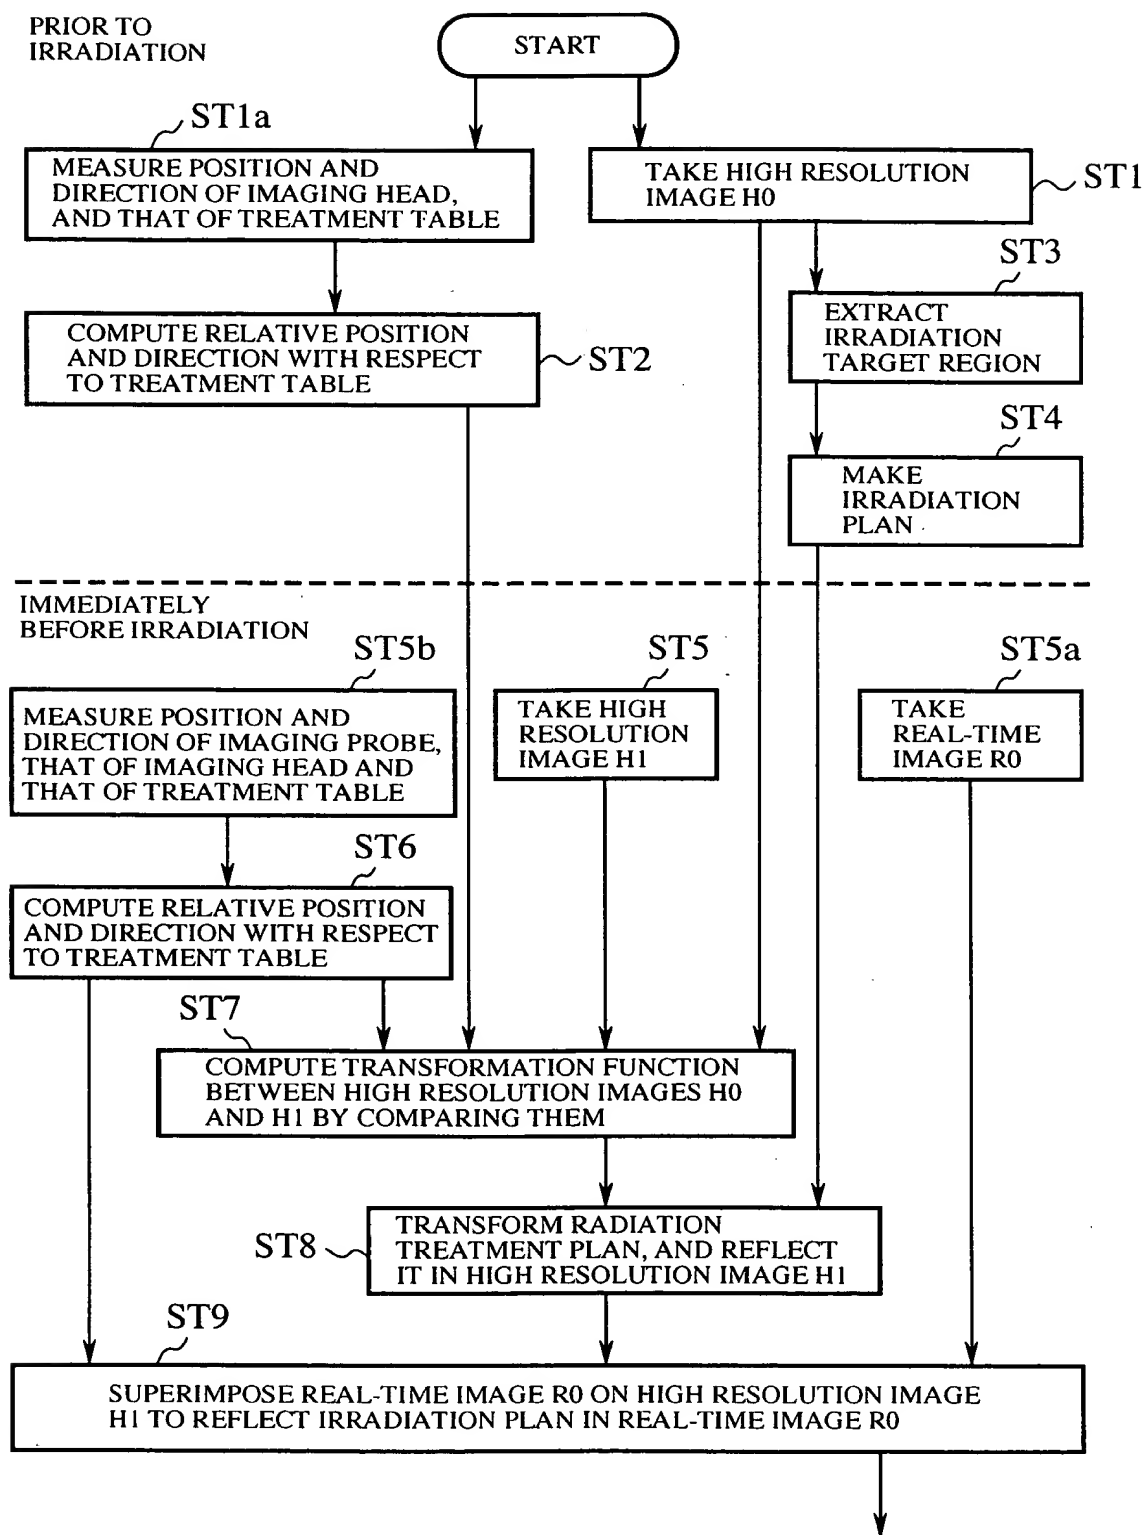 PRIOR TO
IRRADIATION
START
ST1a
MEASURE POSITION AND
DIRECTION OF IMAGING HEAD,
AND THAT OF TREATMENT TABLE
TAKE HIGH RESOLUTION
IMAGE H0
ST1
ST3
EXTRACT
IRRADIATION
TARGET REGION
COMPUTE RELATIVE POSITION
AND DIRECTION WITH RESPECT
TO TREATMENT TABLE
ST2
ST4
MAKE
IRRADIATION
PLAN
IMMEDIATELY
BEFORE IRRADIATION
ST5b
MEASURE POSITION AND
DIRECTION OF IMAGING PROBE,
THAT OF IMAGING HEAD AND
THAT OF TREATMENT TABLE
ST5
TAKE HIGH
RESOLUTION
IMAGE H1
ST5a
TAKE
REAL-TIME
IMAGE R0
ST6
COMPUTE RELATIVE POSITION
AND DIRECTION WITH RESPECT
TO TREATMENT TABLE
ST7
COMPUTE TRANSFORMATION FUNCTION
BETWEEN HIGH RESOLUTION IMAGES H0
AND H1 BY COMPARING THEM
ST8
TRANSFORM RADIATION
TREATMENT PLAN, AND REFLECT
IT IN HIGH RESOLUTION IMAGE H1
ST9
SUPERIMPOSE REAL-TIME IMAGE R0 ON HIGH RESOLUTION IMAGE
H1 TO REFLECT IRRADIATION PLAN IN REAL-TIME IMAGE R0